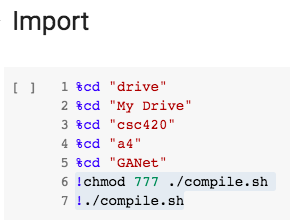 Import
[ ] 1 %cd "drive"
2 %cd "My Drive"
3 %cd "csc420"
4 %cd "a4"
5 %cd "GANet"
6 !chmod 777 ./compile.sh
7 !./compile.sh